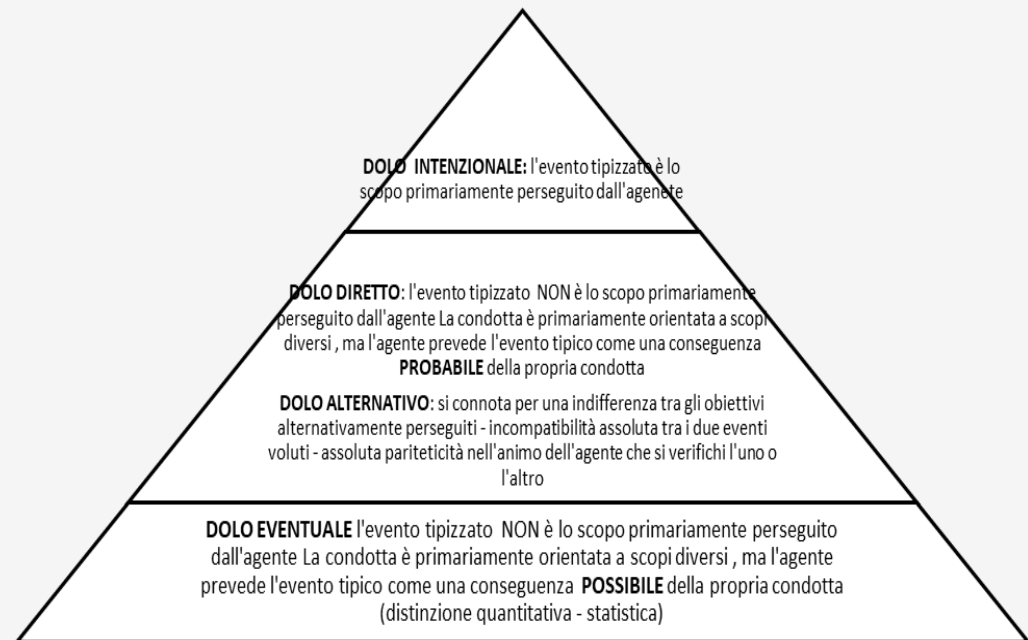 DOLO INTENZIONALE: l'evento tipizzato è lo
scopo primariamente perseguito dall'agenete
DOLO DIRETTO: l'evento tipizzato NON è lo scopo primariamente
perseguito dall'agente La condotta è primariamente orientata a scopi
diversi , ma l'agente prevede l'evento tipico come una conseguenza
PROBABILE della propria condotta
DOLO ALTERNATIVO: si connota per una indifferenza tra gli obiettivi
alternativamente perseguiti - incompatibilità assoluta tra i due eventi
voluti - assoluta pariteticità nell'animo dell'agente che si verifichi l'uno o
l'altro
DOLO EVENTUALE l'evento tipizzato NON è lo scopo primariamente perseguito
dall'agente La condotta è primariamente orientata a scopi diversi , ma l'agente
prevede l'evento tipico come una conseguenza POSSIBILE della propria condotta
(distinzione quantitativa - statistica)